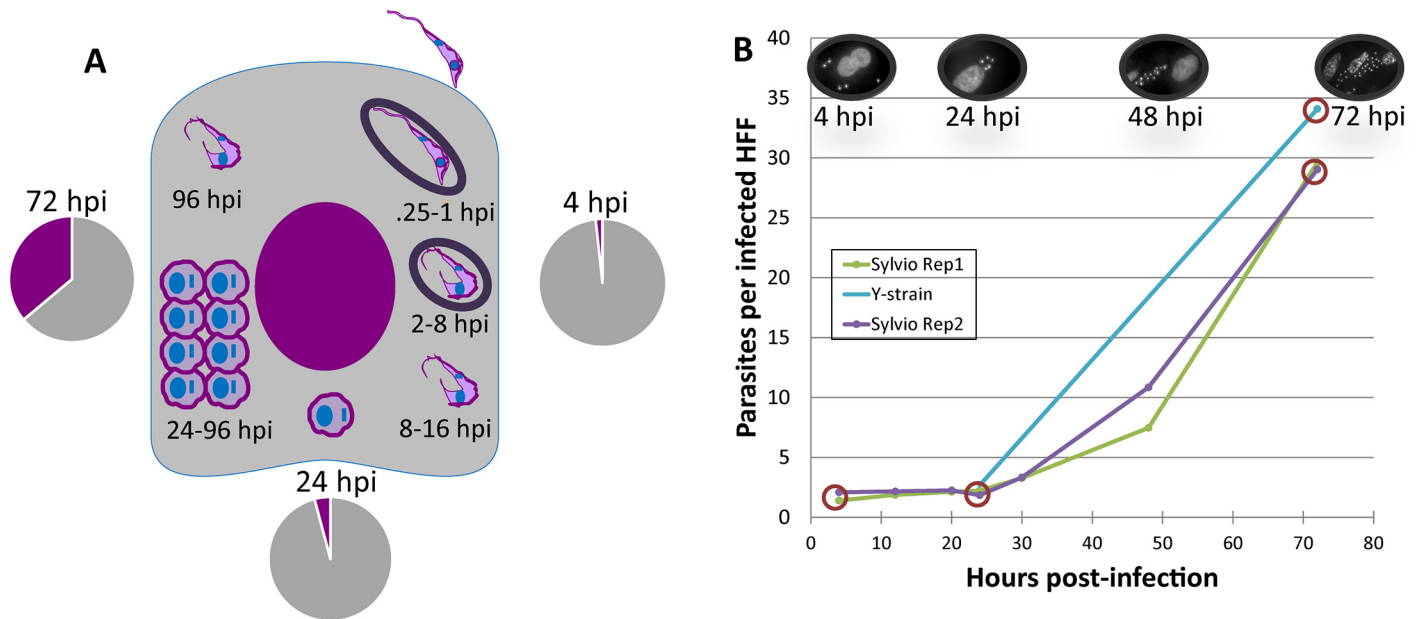 A
72 hpi
96 hpi
.25-1 hpi
4 hpi
2-8 hpi
24-96 hpi
8-16 hpi
24 hpi
B
Parasites per infected HFF
40
35
30
25
20
15
10
5
0
4 hpi
24 hpi
48 hpi
72 hpi
Sylvio Rep1
Y-strain
Sylvio Rep2
0 10 20 30 40 50 60 70 80
Hours post-infection